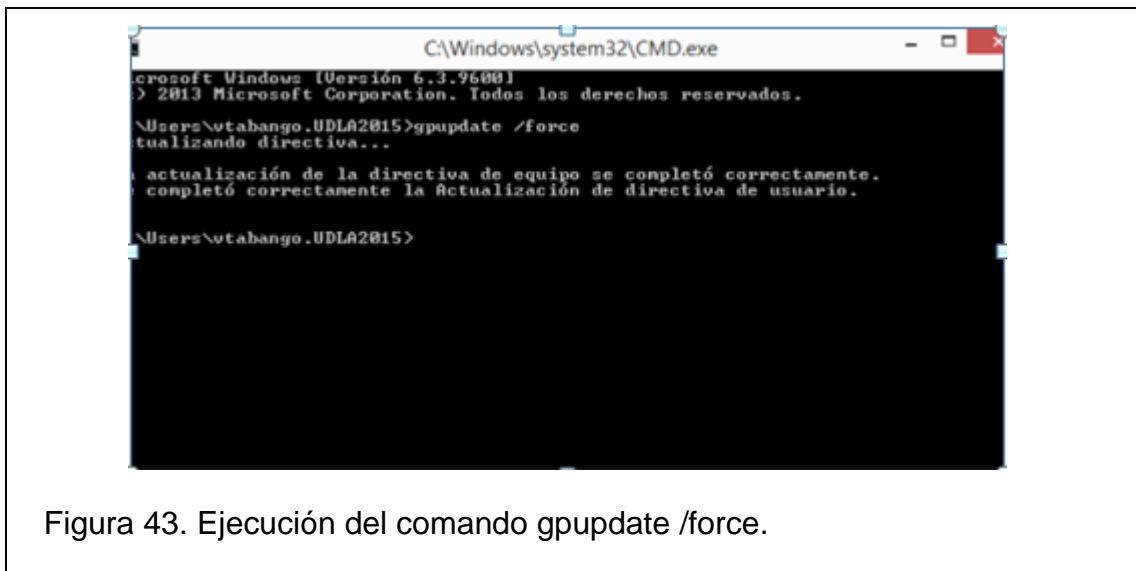 C:\Windows\system32\CMD.exe
crosoft Windows [Versión 6.3.9600]
) 2013 Microsoft Corporation. Todos los derechos reservados.
\Users\vtabango.UDLA2015>gpupdate /force
tualizando directiva...
actualización de la directiva de equipo se completó correctamente.
completó correctamente la Actualización de directiva de usuario.
\Users\vtabango.UDLA2015>
Figura 43. Ejecución del comando gpupdate /force.